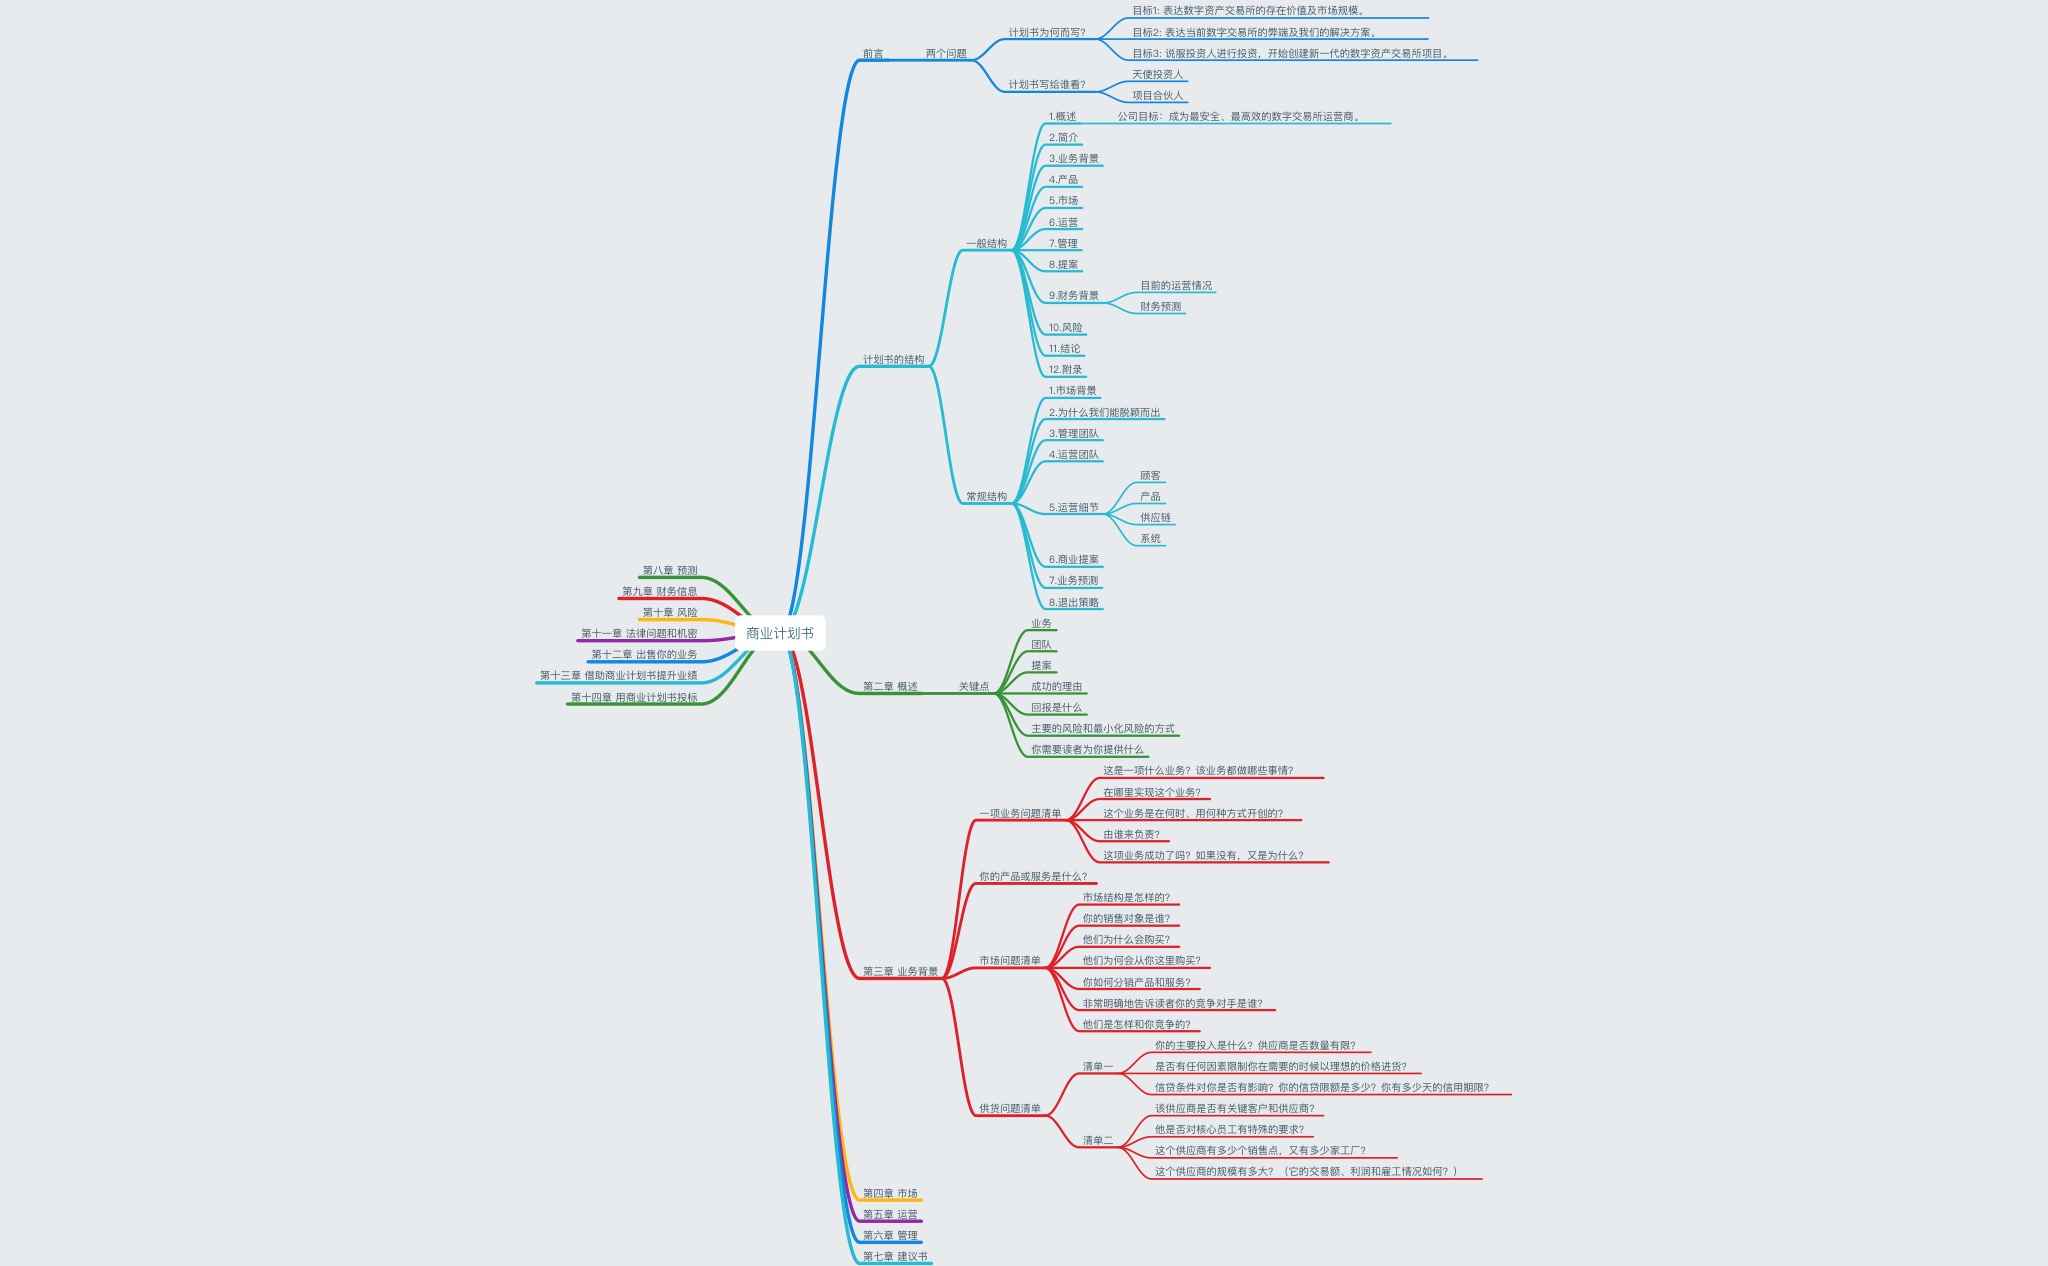 商业计划书
前言
两个问题
计划书为何而写?
目标1: 表达数字资产交易所的存在价值及市场规模。
目标2: 表达当前数字交易所的弊端及我们的解决方案。
目标3: 说服投资人进行投资，开始创建新一代的数字资产交易所项目。
计划书写给谁看?
天使投资人
项目合伙人
计划书的结构
一般结构
1.概述
公司目标：成为最安全、最高效的数字交易所运营商。
2.简介
3.业务背景
4.产品
5.市场
6.运营
7.管理
8.提案
9.财务背景
目前的运营情况
财务预测
10.风险
11.结论
12.附录
常规结构
1.市场背景
2.为什么我们能脱颖而出
3.管理团队
4.运营团队
5.运营细节
顾客
产品
供应链
系统
6.商业提案
7.业务预测
8.退出策略
第二章 概述
关键点
业务
团队
提案
成功的理由
回报是什么
主要的风险和最小化风险的方式
你需要读者为你提供什么
第三章 业务背景
一项业务问题清单
这是一项什么业务？该业务都做哪些事情?
在哪里实现这个业务?
这个业务是在何时、用何种方式开创的?
由谁来负责?
这项业务成功了吗？如果没有，又是为什么?
你的产品或服务是什么?
市场问题清单
市场结构是怎样的?
你的销售对象是谁?
他们为什么会购买?
他们为何会从你这里购买?
你如何分销产品和服务?
非常明确地告诉读者你的竞争对手是谁?
他们是怎样和你竞争的?
供货问题清单
清单一
你的主要投入是什么？供应商是否数量有限?
是否有任何因素限制你在需要的时候以理想的价格进货?
信贷条件对你是否有影响？你的信贷限额是多少？你有多少天的信用期限?
清单二
该供应商是否有关键客户和供应商?
他是否对核心员工有特殊的要求?
这个供应商有多少个销售点，又有多少家工厂?
这个供应商的规模有多大？（它的交易额、利润和雇工情况如何？）
第四章 市场
第五章 运营
第六章 管理
第七章 建议书
第八章 预测
第九章 财务信息
第十章 风险
第十一章 法律问题和机密
第十二章 出售你的业务
第十三章 借助商业计划书提升业绩
第十四章 用商业计划书投标